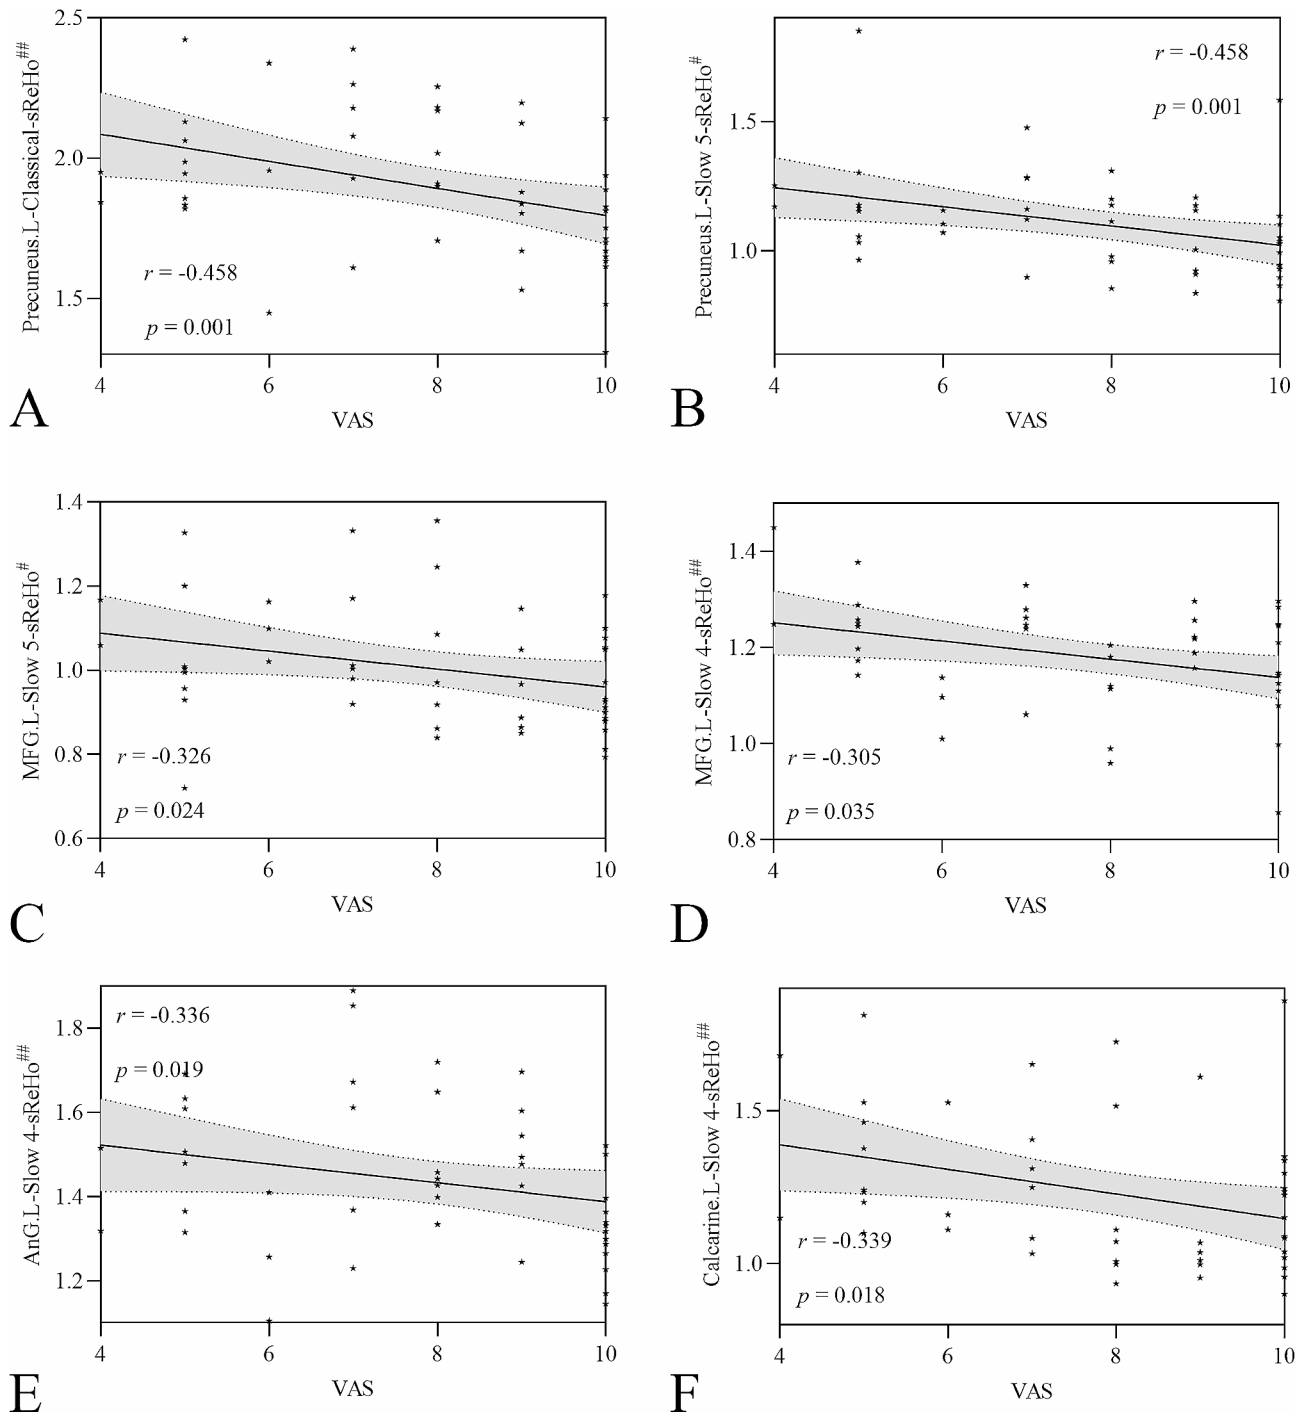 Precuneus.L-Classical-sReHo##
2.5
2.0
1.5
r = -0.458
p = 0.001
4 6 8 10
VAS
A
Precuneus.L-Slow 5-sReHo#
1.5
1.0
r = -0.458
p = 0.001
4 6 8 10
VAS
B
MFG.L-Slow 5-sReHo#
1.4
1.2
1.0
0.8
0.6
r = -0.326
p = 0.024
4 6 8 10
VAS
C
MFG.L-Slow 4-sReHo##
1.4
1.2
1.0
0.8
r = -0.305
p = 0.035
4 6 8 10
VAS
D
AnG.L-Slow 4-sReHo##
1.8
1.6
1.4
1.2
r = -0.336
p = 0.019
4 6 8 10
VAS
E
Calcarine.L-Slow 4-sReHo##
1.5
1.0
r = -0.339
p = 0.018
4 6 8 10
VAS
F